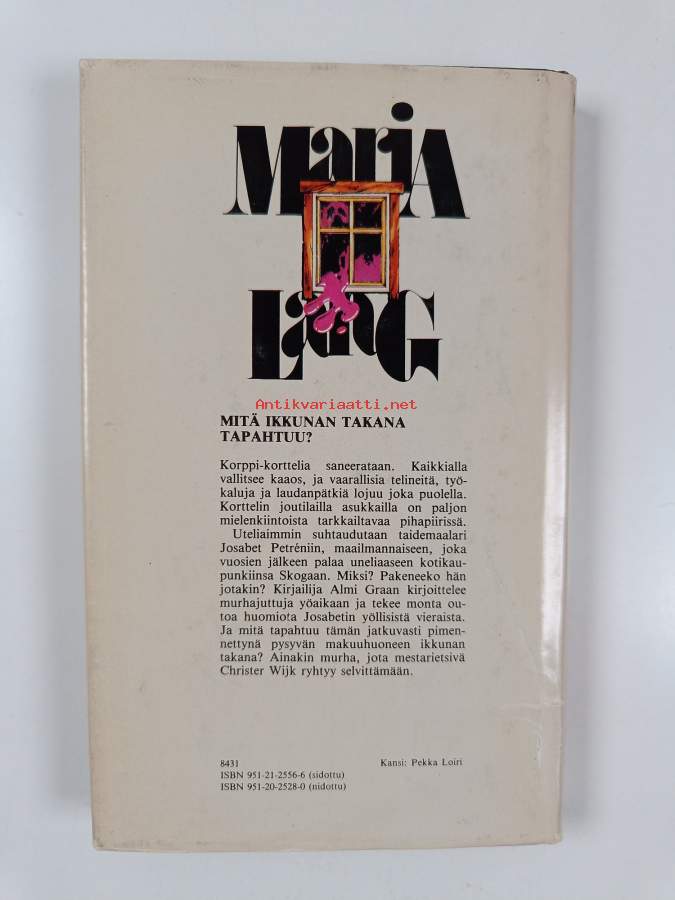 MariA
LanG
Antikvariaatti.net
MITÄ IKKUNAN TAKANA
TAPAHTUU?
Korppi-korttelia saneerataan. Kaikkialla
vallitsee kaaos, ja vaarallisia telineitä, työ-
kaluja ja laudanpätkiä lojuu joka puolella.
Korttelin joutilailla asukkailla on paljon
mielenkiintoista tarkkailtavaa pihapiirissä.
Uteliaimmin suhtaudutaan taidemaalari
Josabet Petréniin, maailmannaiseen, joka
vuosien jälkeen palaa uneliaaseen kotikau-
punkiinsa Skogaan. Miksi? Pakeneeko hän
jotakin? Kirjailija Almi Graan kirjoittelee
murhajuttuja yöaikaan ja tekee monta ou-
toa huomiota Josabetin yöllisistä vieraista.
Ja mitä tapahtuu tämän jatkuvasti pimen-
nettynä pysyvän makuuhuoneen ikkunan
takana? Ainakin murha, jota mestarietsivä
Christer Wijk ryhtyy selvittämään.
8431
Kansi: Pekka Loiri
ISBN 951-21-2556-6 (sidottu)
ISBN 951-20-2528-0 (nidottu)